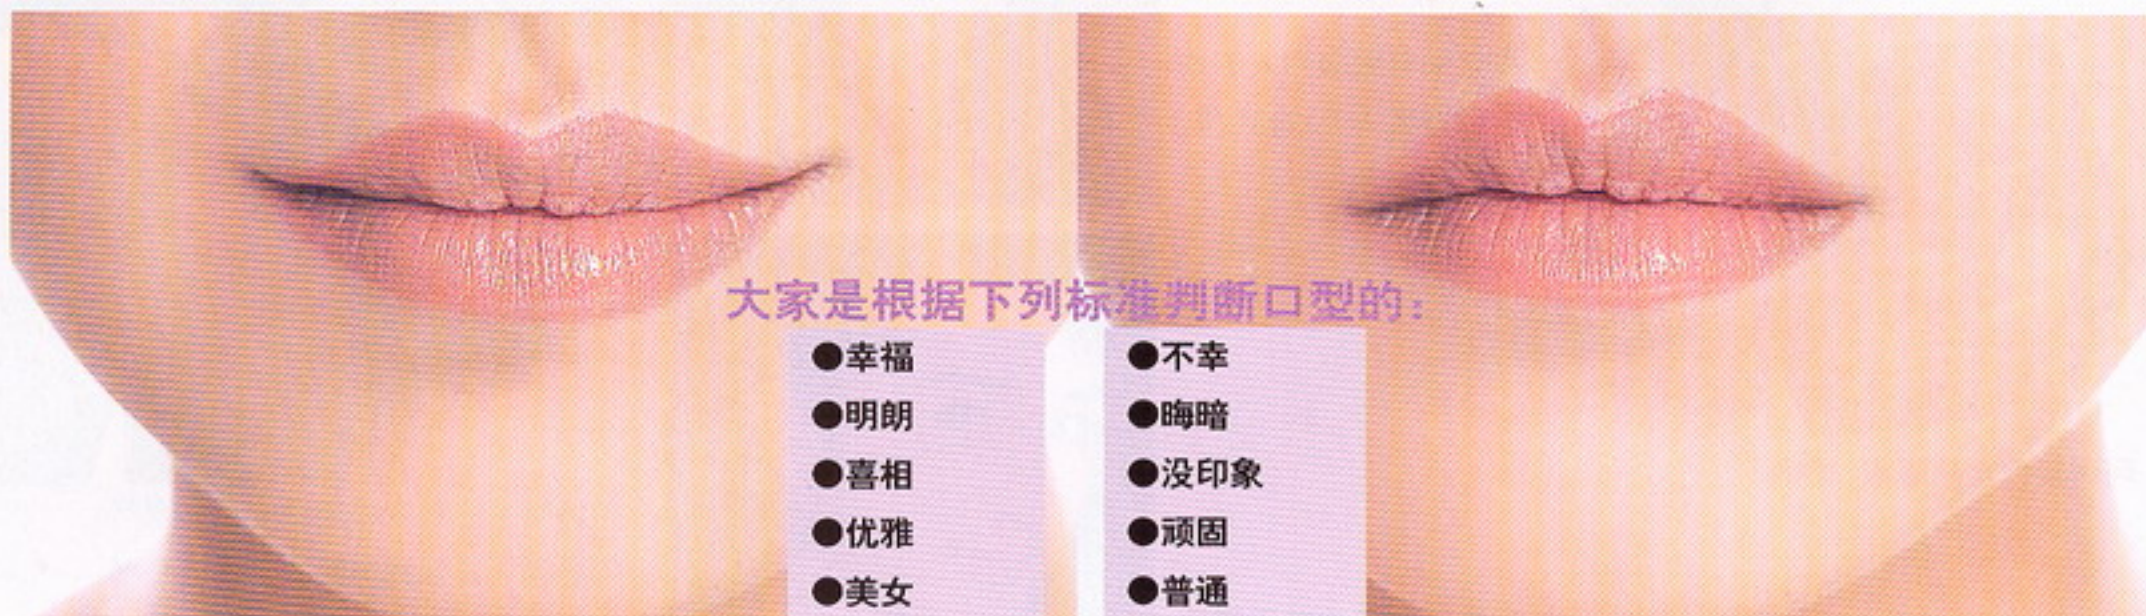 大家是根据下列标准判断口型的：
●幸福
●明朗
●喜相
●优雅
●美女
●不幸
●晦暗
●没印象
●顽固
●普通